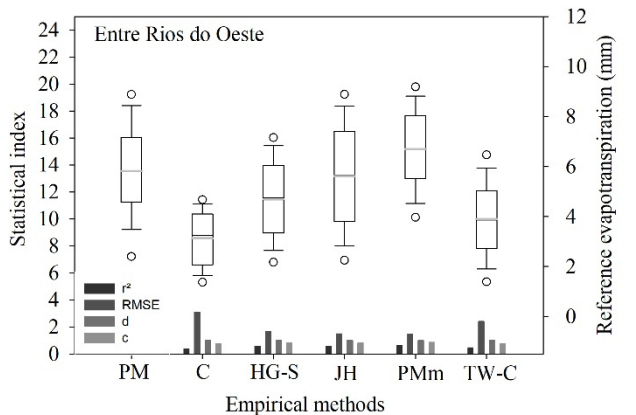 Entre Rios do Oeste
Statistical index
24
22
20
18
16
14
12
10
8
6
4
2
0
r²
RMSE
d
c
12
10
8
6
4
2
0
Reference evapotranspiration (mm)
PM C HG-S JH PMm TW-C
Empirical methods